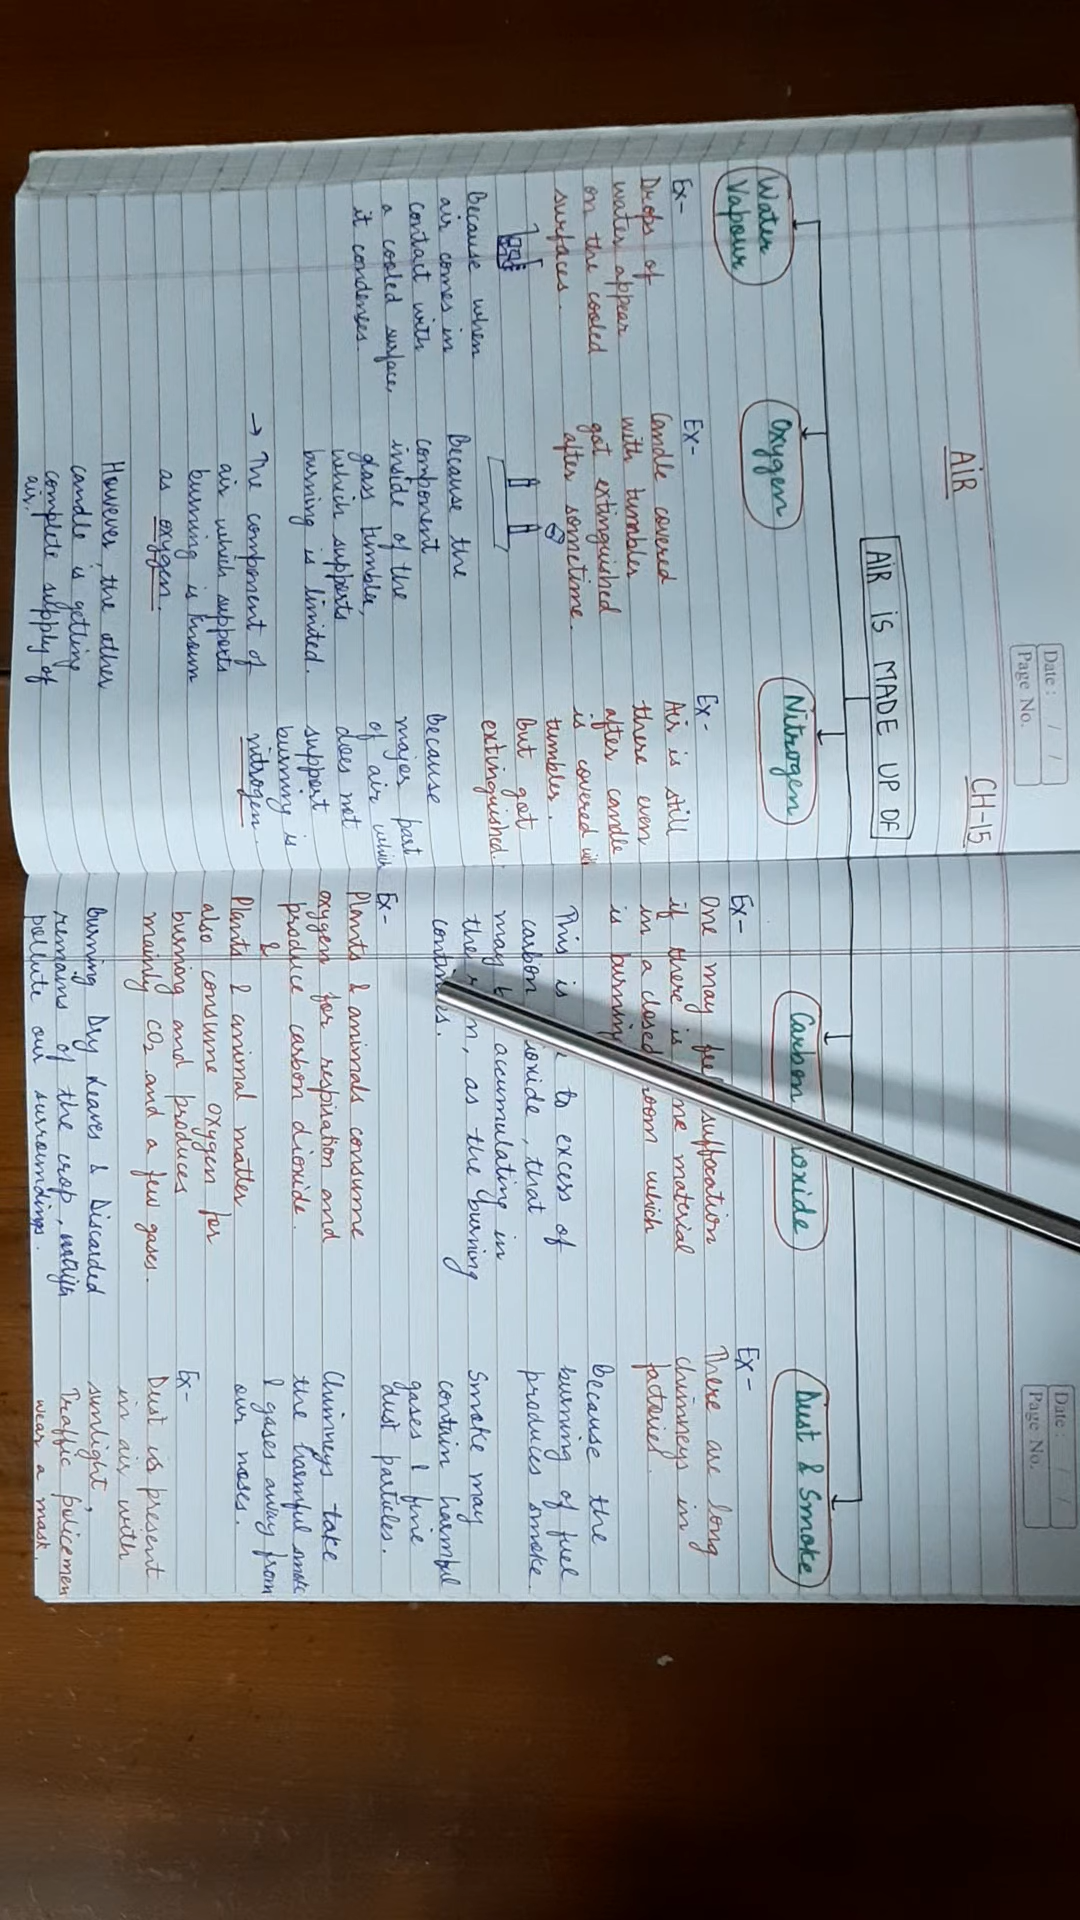 Date : / /
Page No.
Date : / /
Page No.
CH-15
AiR
AiR iS MADE UP OF
Water
Vapour
Ex-
Drops of
water appear
on the cooled
surfaces.
Because when
air comes in
contact with
a cooled surface,
it condenses.
Oxygen
Ex-
Candle covered
with tumbler
got extinguished
after sometime.
Because the
component
inside of the
glass tumbler,
which supports
burning is limited.
→ The component of
air which supports
burning is known
as oxygen.
However, the other
candle is getting
complete supply of
air.
Nitrogen
Ex-
Air is still
there even
after candle
is covered with
tumbler.
but got
extinguished.
Because
major part
of air which
does not
support
burning is
nitrogen.
Carbon oxide
Ex-
One may suffocation
if there is material
in a closed room which
is burning
This is to excess of
carbon ioxide, that
may accumulating in
the , as the burning
continues.
Ex-
Plants & animals consume
oxygen for respiration and
produce carbon dioxide.
&
Plants & animal matter
also consume oxygen for
burning and produces
mainly CO2 and a few gases.
Burning Dry leaves & Discarded
remains of the crop,
pollute our surroundings.
Dust & Smoke
Ex-
There are long
chimneys in
factories.
Because the
burning of fuel
produces smoke.
Smoke may
contain harmful
gases & fine
dust particles.
Chimneys take
the harmful smoke
& gases away from
our noses.
Ex-
Dust is present
in air with
sunlight,
Traffic policemen
wear a mask.